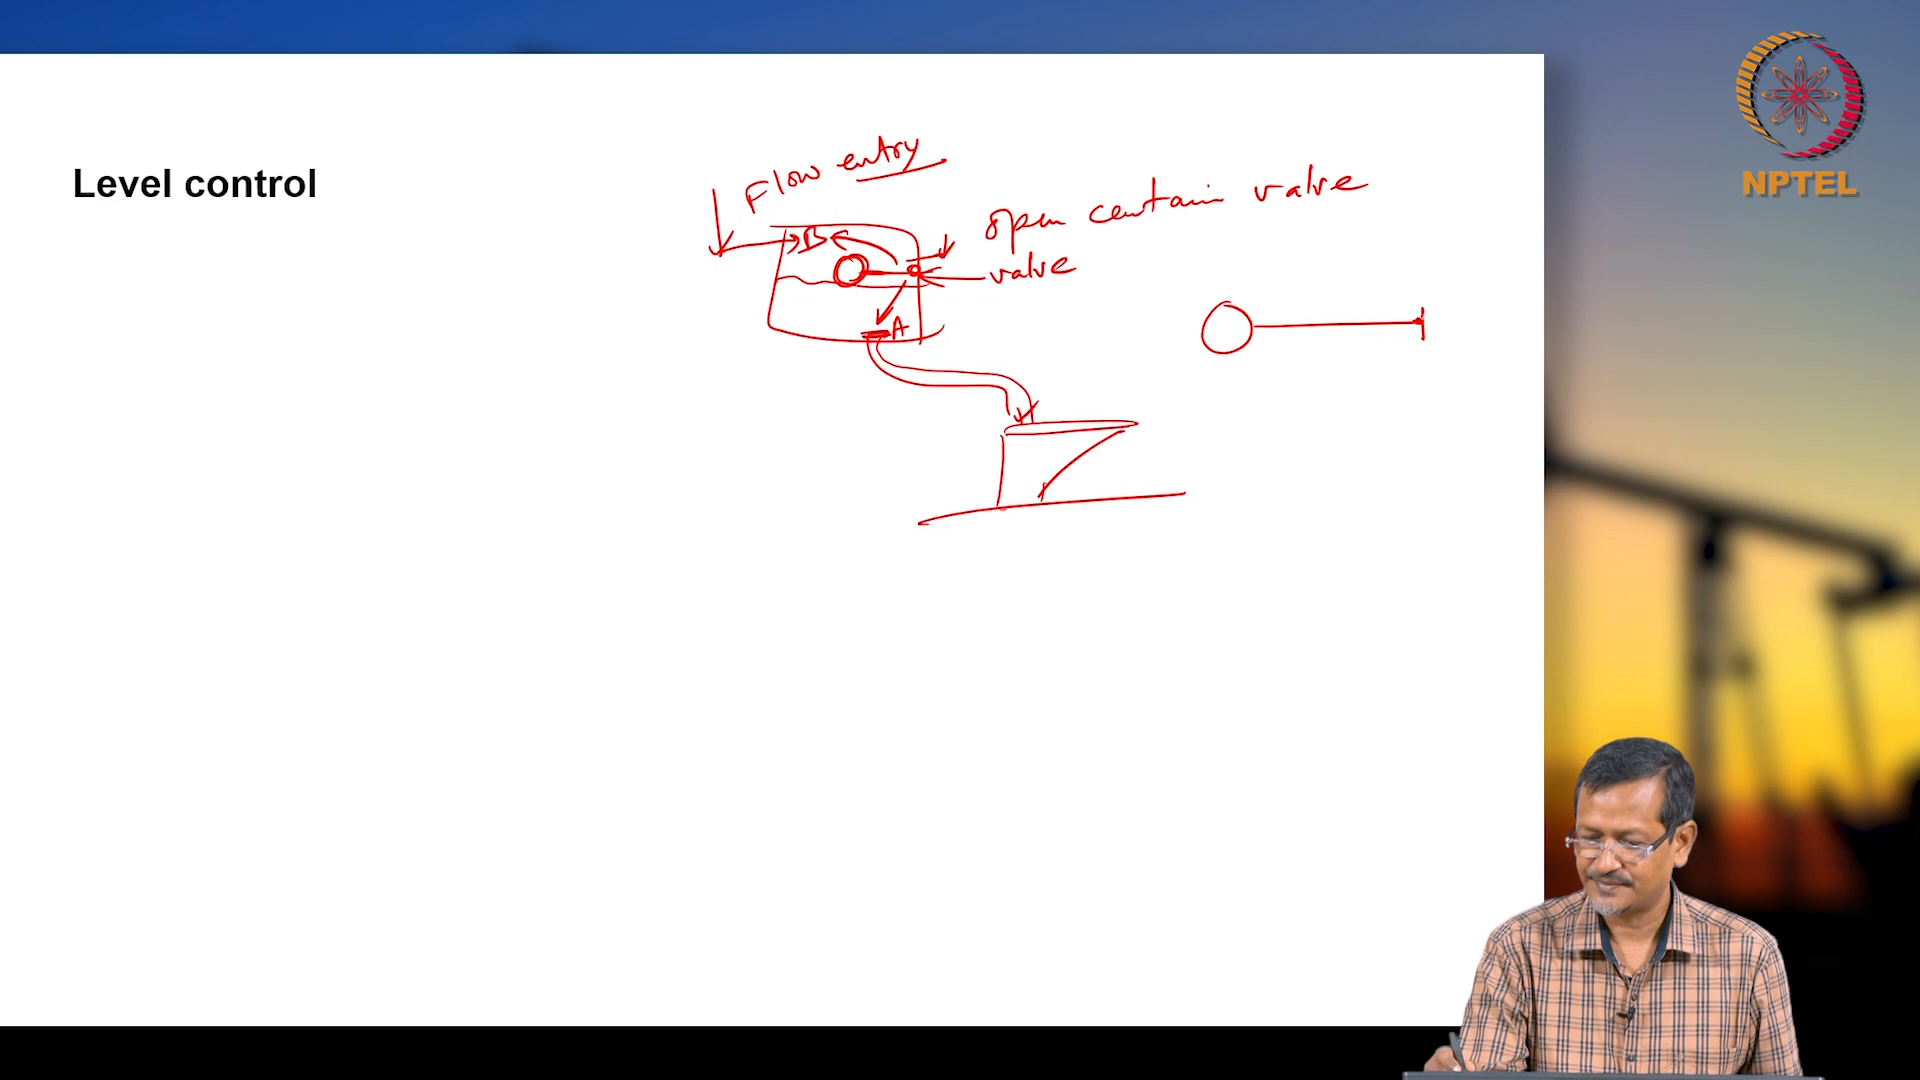 NPTEL
Level control
Flow entry
open certain valve
B
valve
A